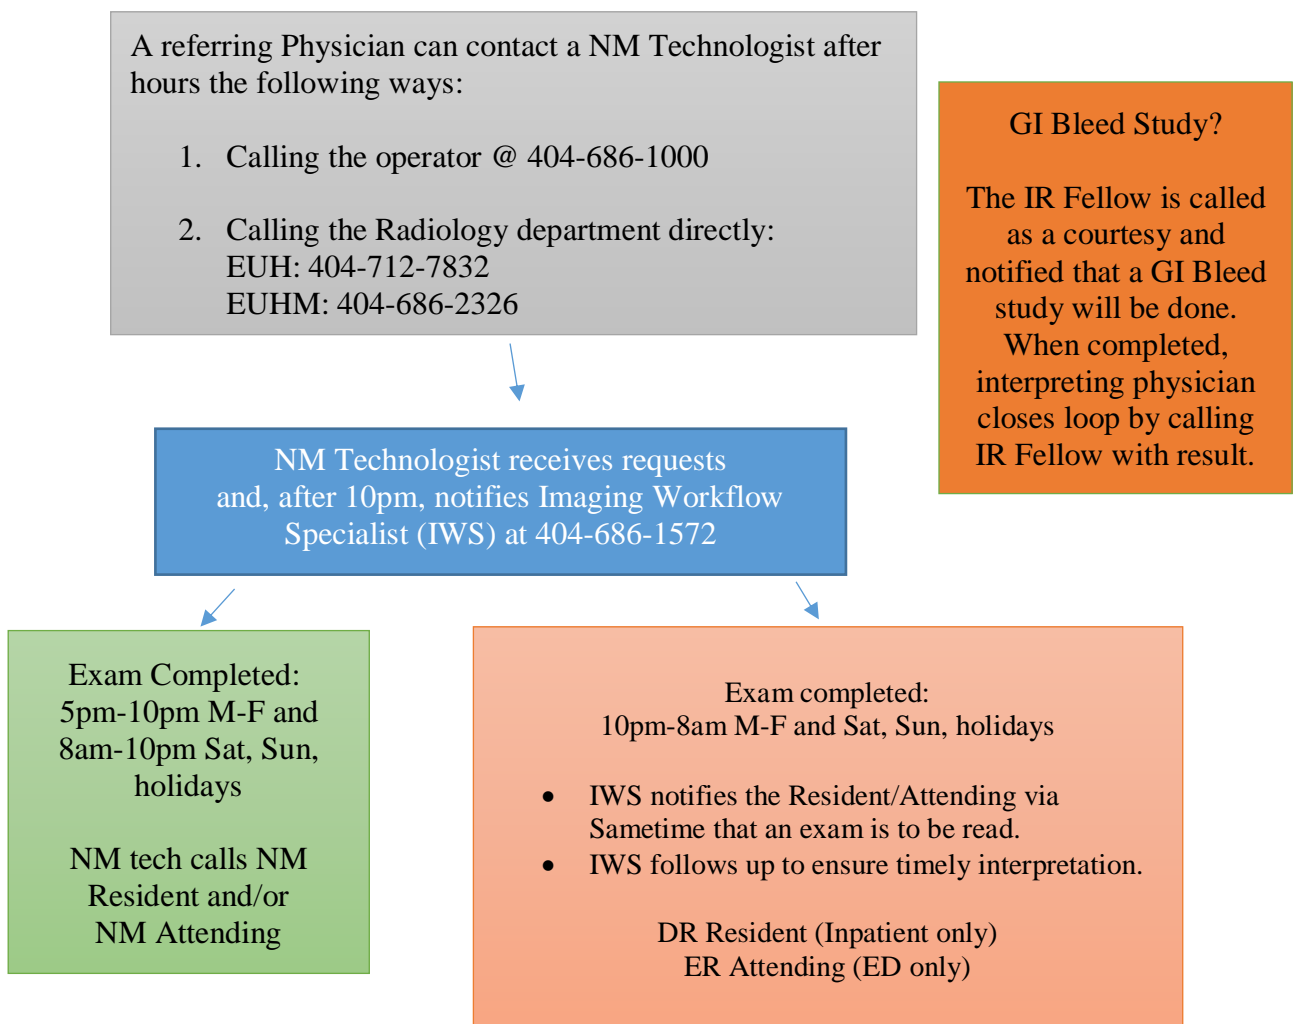 A referring Physician can contact a NM Technologist after
hours the following ways:
1. Calling the operator @ 404-686-1000
2. Calling the Radiology department directly:
EUH: 404-712-7832
EUHM: 404-686-2326
GI Bleed Study?
The IR Fellow is called
as a courtesy and
notified that a GI Bleed
study will be done.
When completed,
interpreting physician
closes loop by calling
IR Fellow with result.
NM Technologist receives requests
and, after 10pm, notifies Imaging Workflow
Specialist (IWS) at 404-686-1572
Exam Completed:
5pm-10pm M-F and
8am-10pm Sat, Sun,
holidays
NM tech calls NM
Resident and/or
NM Attending
Exam completed:
10pm-8am M-F and Sat, Sun, holidays
• IWS notifies the Resident/Attending via
Sametime that an exam is to be read.
• IWS follows up to ensure timely interpretation.
DR Resident (Inpatient only)
ER Attending (ED only)